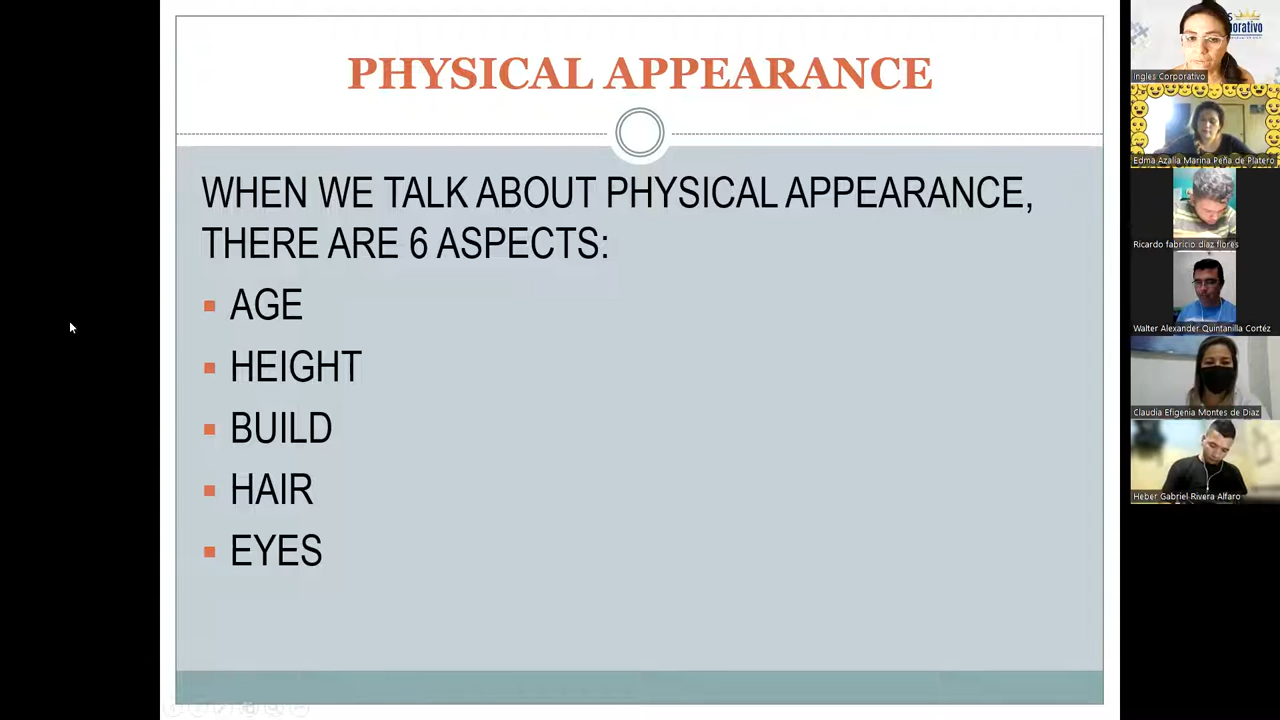 PHYSICAL APPEARANCE
WHEN WE TALK ABOUT PHYSICAL APPEARANCE,
THERE ARE 6 ASPECTS:
AGE
HEIGHT
BUILD
HAIR
EYES
Ingles Corporativo
Edma Azalia Marina Peña de Platero
Ricardo fabricio diaz flores
Walter Alexander Quintanilla Cortéz
Claudia Efigenia Montes de Diaz
Heber Gabriel Rivera Alfaro